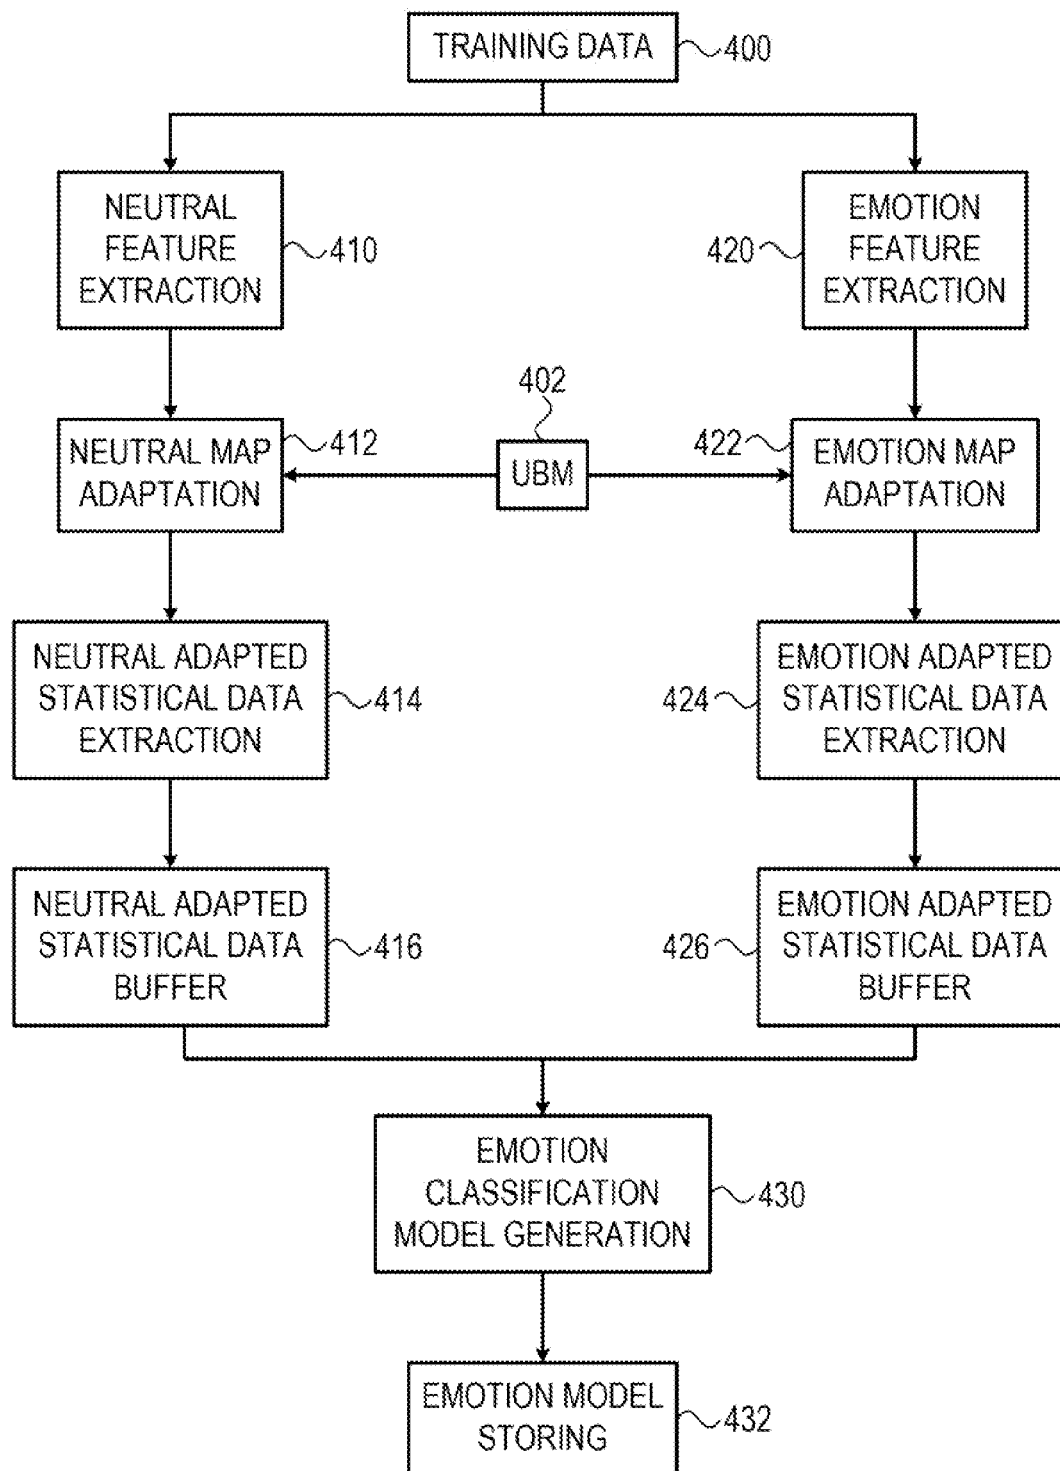 TRAINING DATA
400
NEUTRAL
FEATURE
EXTRACTION
410
EMOTION
FEATURE
EXTRACTION
420
402
UBM
NEUTRAL MAP
ADAPTATION
412
EMOTION MAP
ADAPTATION
422
NEUTRAL ADAPTED
STATISTICAL DATA
EXTRACTION
414
EMOTION ADAPTED
STATISTICAL DATA
EXTRACTION
424
NEUTRAL ADAPTED
STATISTICAL DATA
BUFFER
416
EMOTION ADAPTED
STATISTICAL DATA
BUFFER
426
EMOTION
CLASSIFICATION
MODEL GENERATION
430
EMOTION MODEL
STORING
432